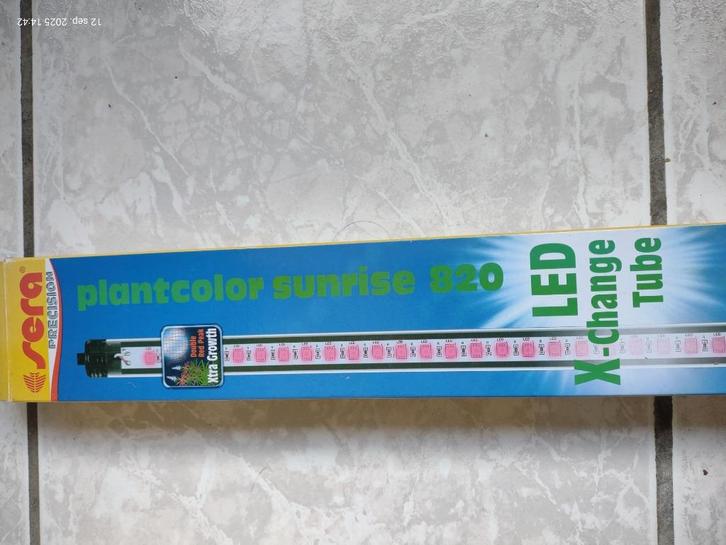 12 sep. 2025 14:42
sera®
PRECISION
plantcolor sunrise 820
LED
X-Change
Tube
Double
Red Peak
Xtra Growth